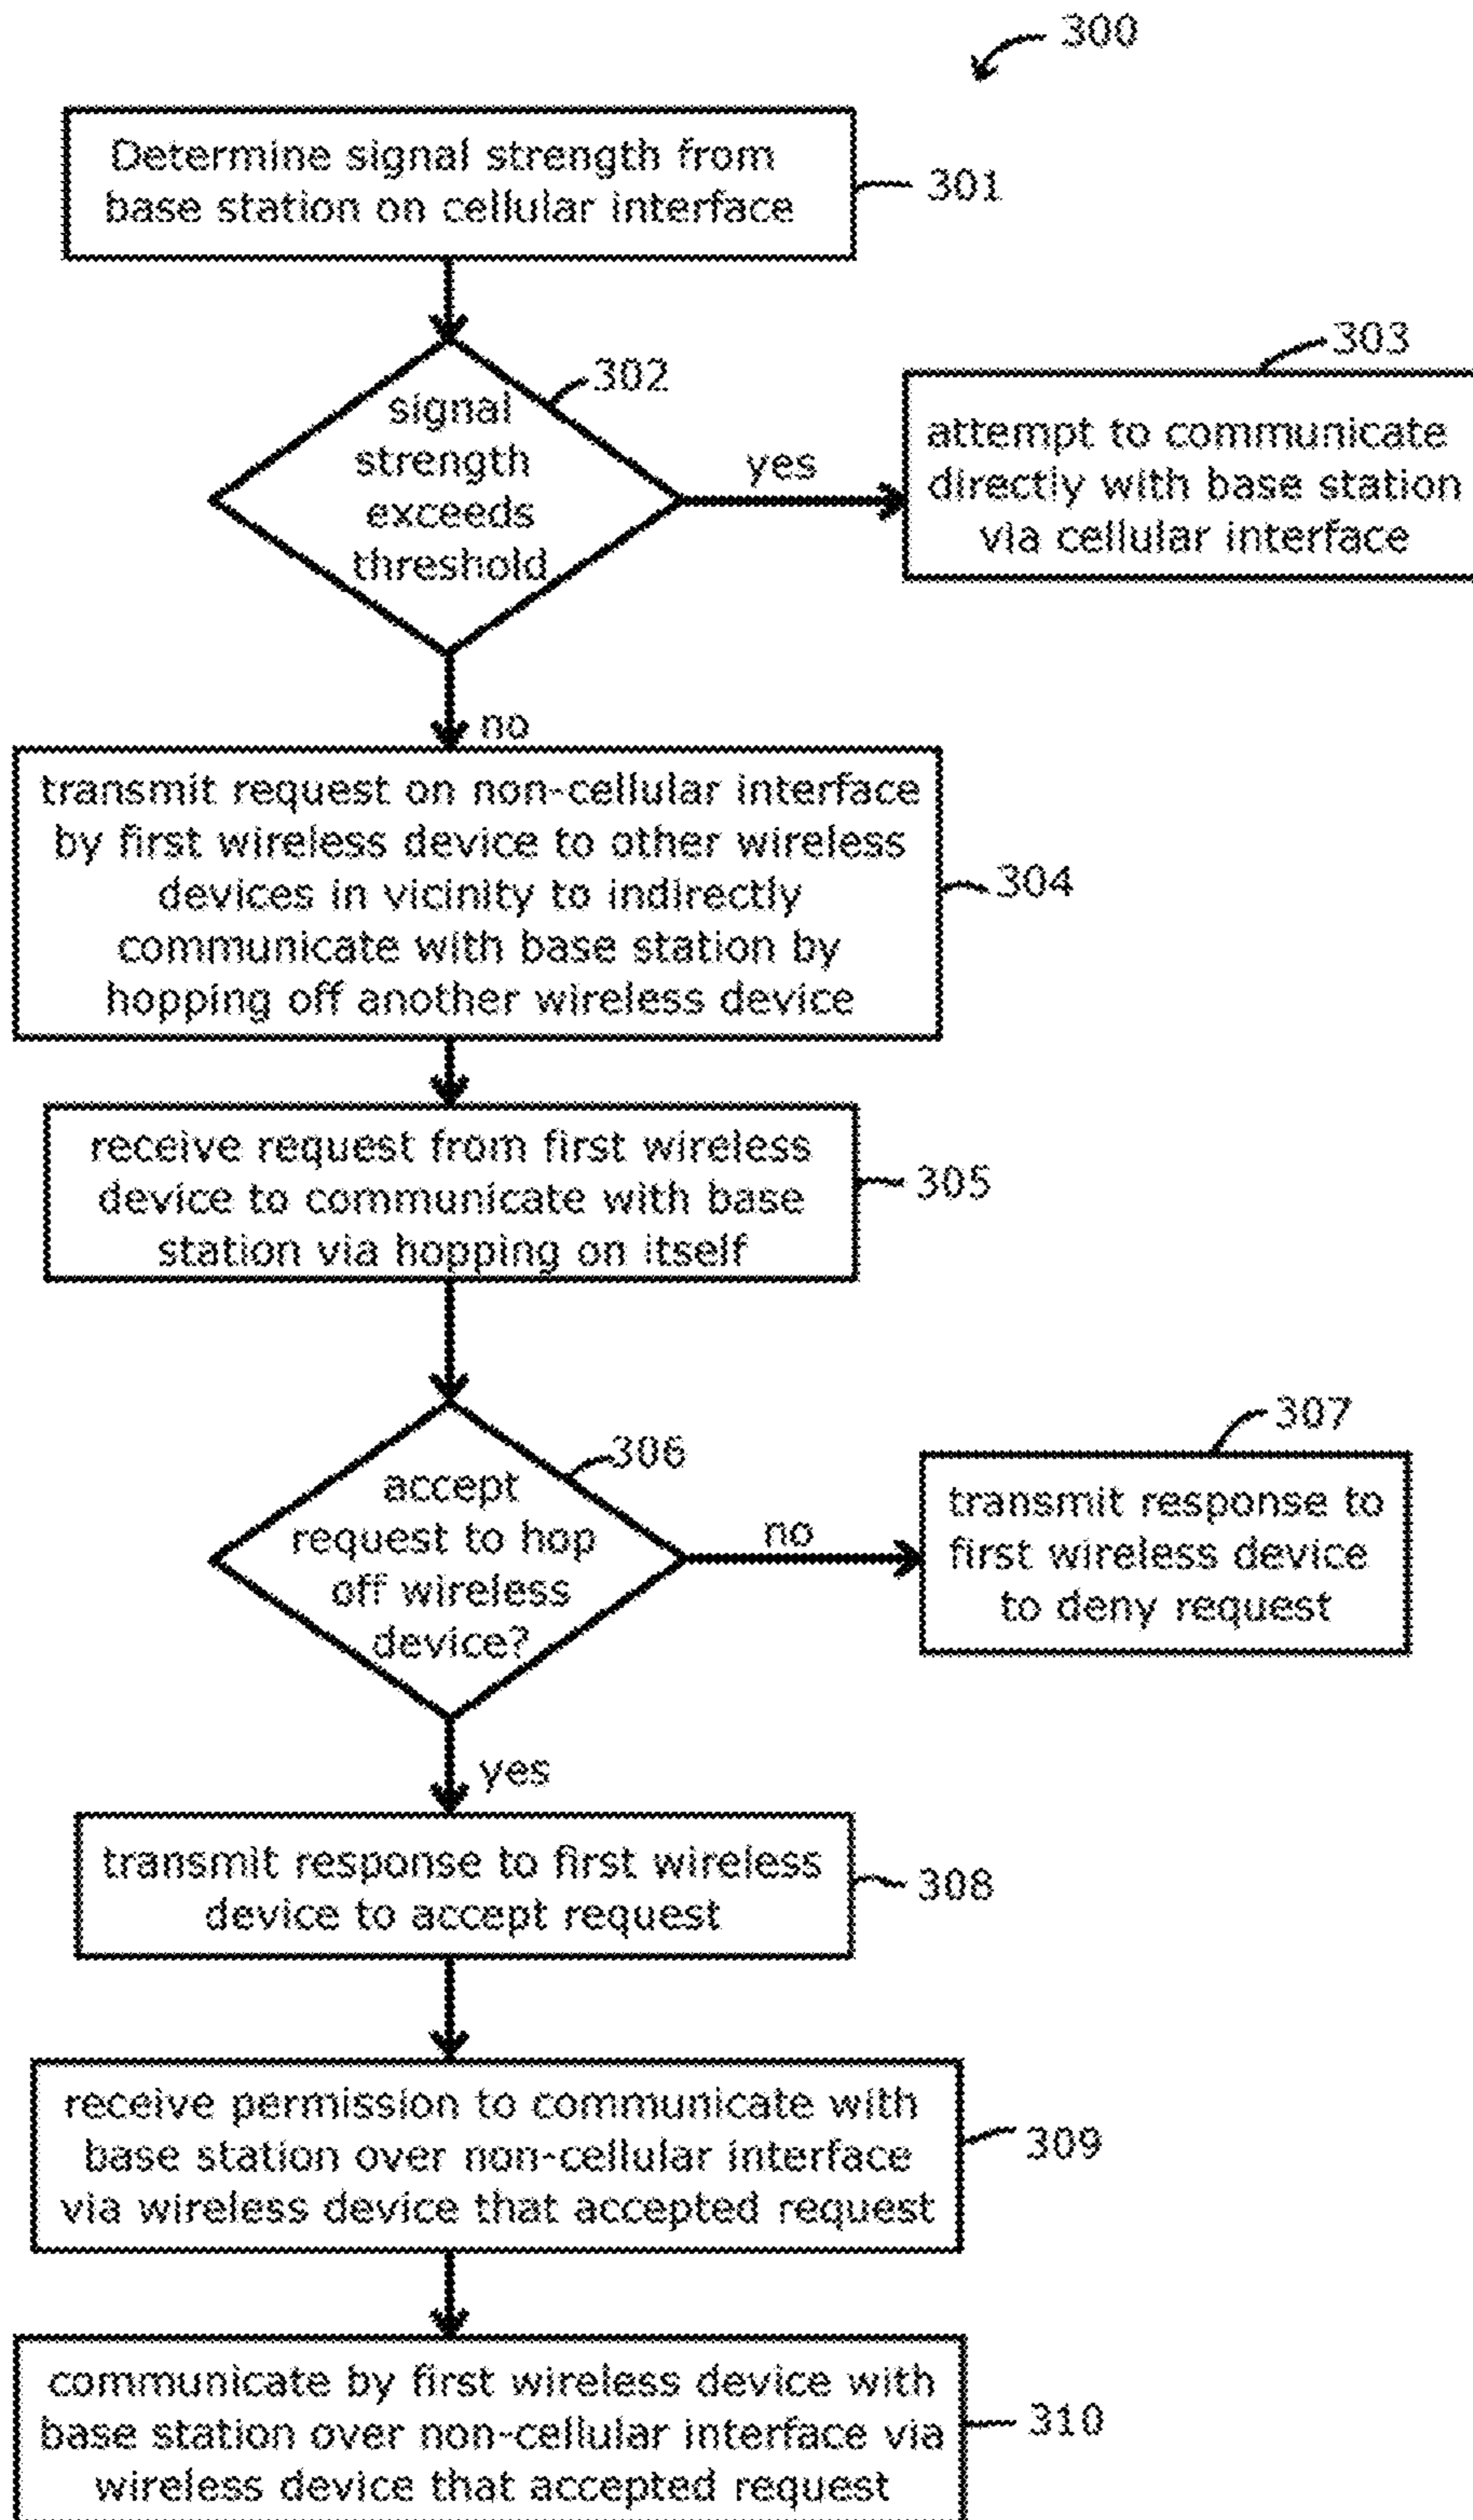 300
Determine signal strength from
base station on cellular interface
301
302
signal
strength
exceeds
threshold
yes
303
attempt to communicate
directly with base station
via cellular interface
no
transmit request on non-cellular interface
by first wireless device to other wireless
devices in vicinity to indirectly
communicate with base station by
hopping off another wireless device
304
receive request from first wireless
device to communicate with base
station via hopping on itself
305
306
accept
request to hop
off wireless
device?
no
307
transmit response to
first wireless device
to deny request
yes
transmit response to first wireless
device to accept request
308
receive permission to communicate with
base station over non-cellular interface
via wireless device that accepted request
309
communicate by first wireless device with
base station over non-cellular interface via
wireless device that accepted request
310